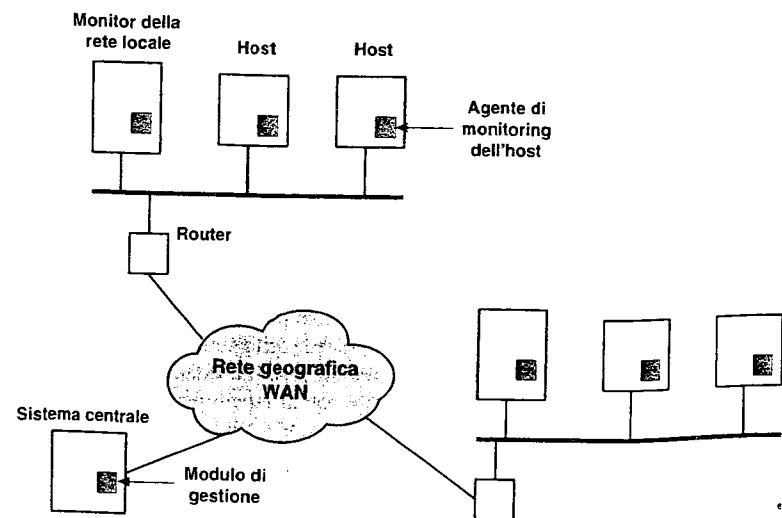 Monitor della
rete locale
Host
Host
Agente di
monitoring
dell'host
Router
Rete geografica
WAN
Sistema centrale
Modulo di
gestione